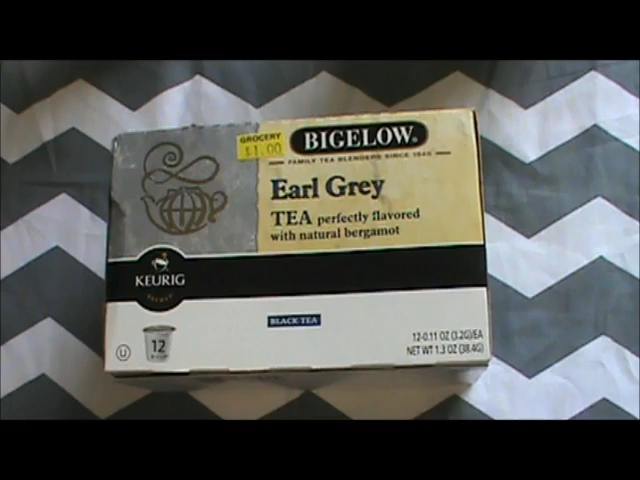 GROCERY
$1.00
BIGELOW
FAMILY TEA BLENDERS SINCE 1945
Earl Grey
TEA perfectly flavored
with natural bergamot
KEURIG
BREWED
BLACK TEA
12
U
12-0.11 OZ (3.2G)/EA
NET WT 1.3 OZ (38.4G)